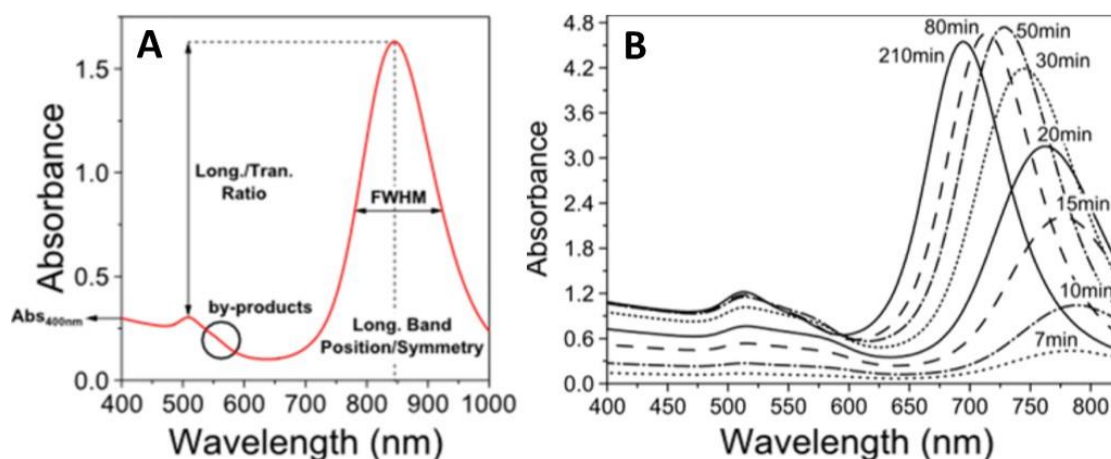 A
Absorbance
1.5
1.0
0.5
0.0
Long./Tran.
Ratio
FWHM
by-products
Abs400nm
Long. Band
Position/Symmetry
400 500 600 700 800 900 1000
Wavelength (nm)
B
Absorbance
4.8
4.2
3.6
3.0
2.4
1.8
1.2
0.6
0.0
80min
50min
210min
30min
20min
15min
10min
7min
400 450 500 550 600 650 700 750 800
Wavelength (nm)